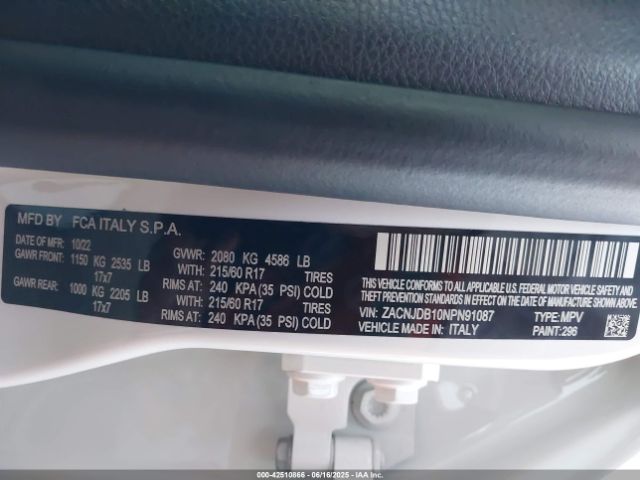 MFD BY FCA ITALY S.P.A.
DATE OF MFR: 10/22
GAWR FRONT: 1150 KG 2535 LB
17x7
GAWR REAR: 1000 KG 2205 LB
17x7
GVWR: 2080 KG 4586 LB
WITH: 215/60 R17 TIRES
RIMS AT: 240 KPA (35 PSI) COLD
WITH: 215/60 R17 TIRES
RIMS AT: 240 KPA (35 PSI) COLD
THIS VEHICLE CONFORMS TO ALL APPLICABLE U.S.A. FEDERAL MOTOR VEHICLE SAFETY
AND THEFT PREVENTION STANDARDS IN EFFECT ON THE DATE OF MANUFACTURE SHOWN ABOVE
VIN: ZACNJDB10NPN91087 TYPE: MPV
VEHICLE MADE IN: ITALY PAINT: 296
000-42510866 - 06/16/2025 - IAA Inc.